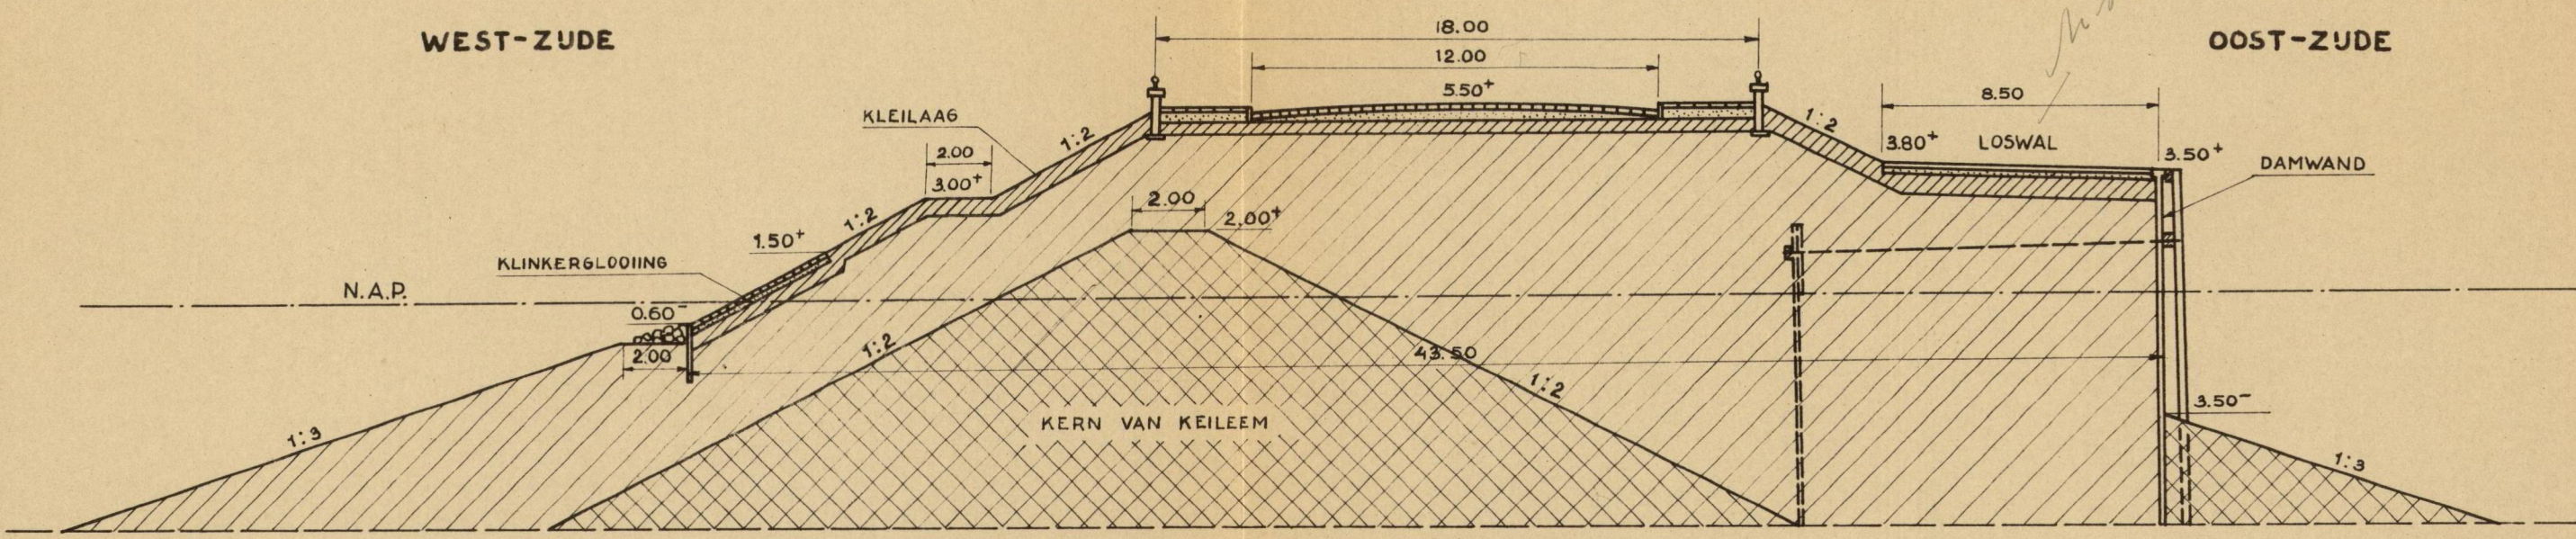 WEST-ZIJDE
OOST-ZIJDE
18.00
12.00
5.50+
8.50
KLEILAAG
1:2
1:2
3.80+
LOSWAL
3.50+
DAMWAND
2.00
3.00+
1:2
2.00
2.00+
1.50+
KLINKERGLOOIING
N.A.P.
0.60-
2.00
1:2
43.50
1:2
3.50-
KERN VAN KEILEEM
1:3
1:3